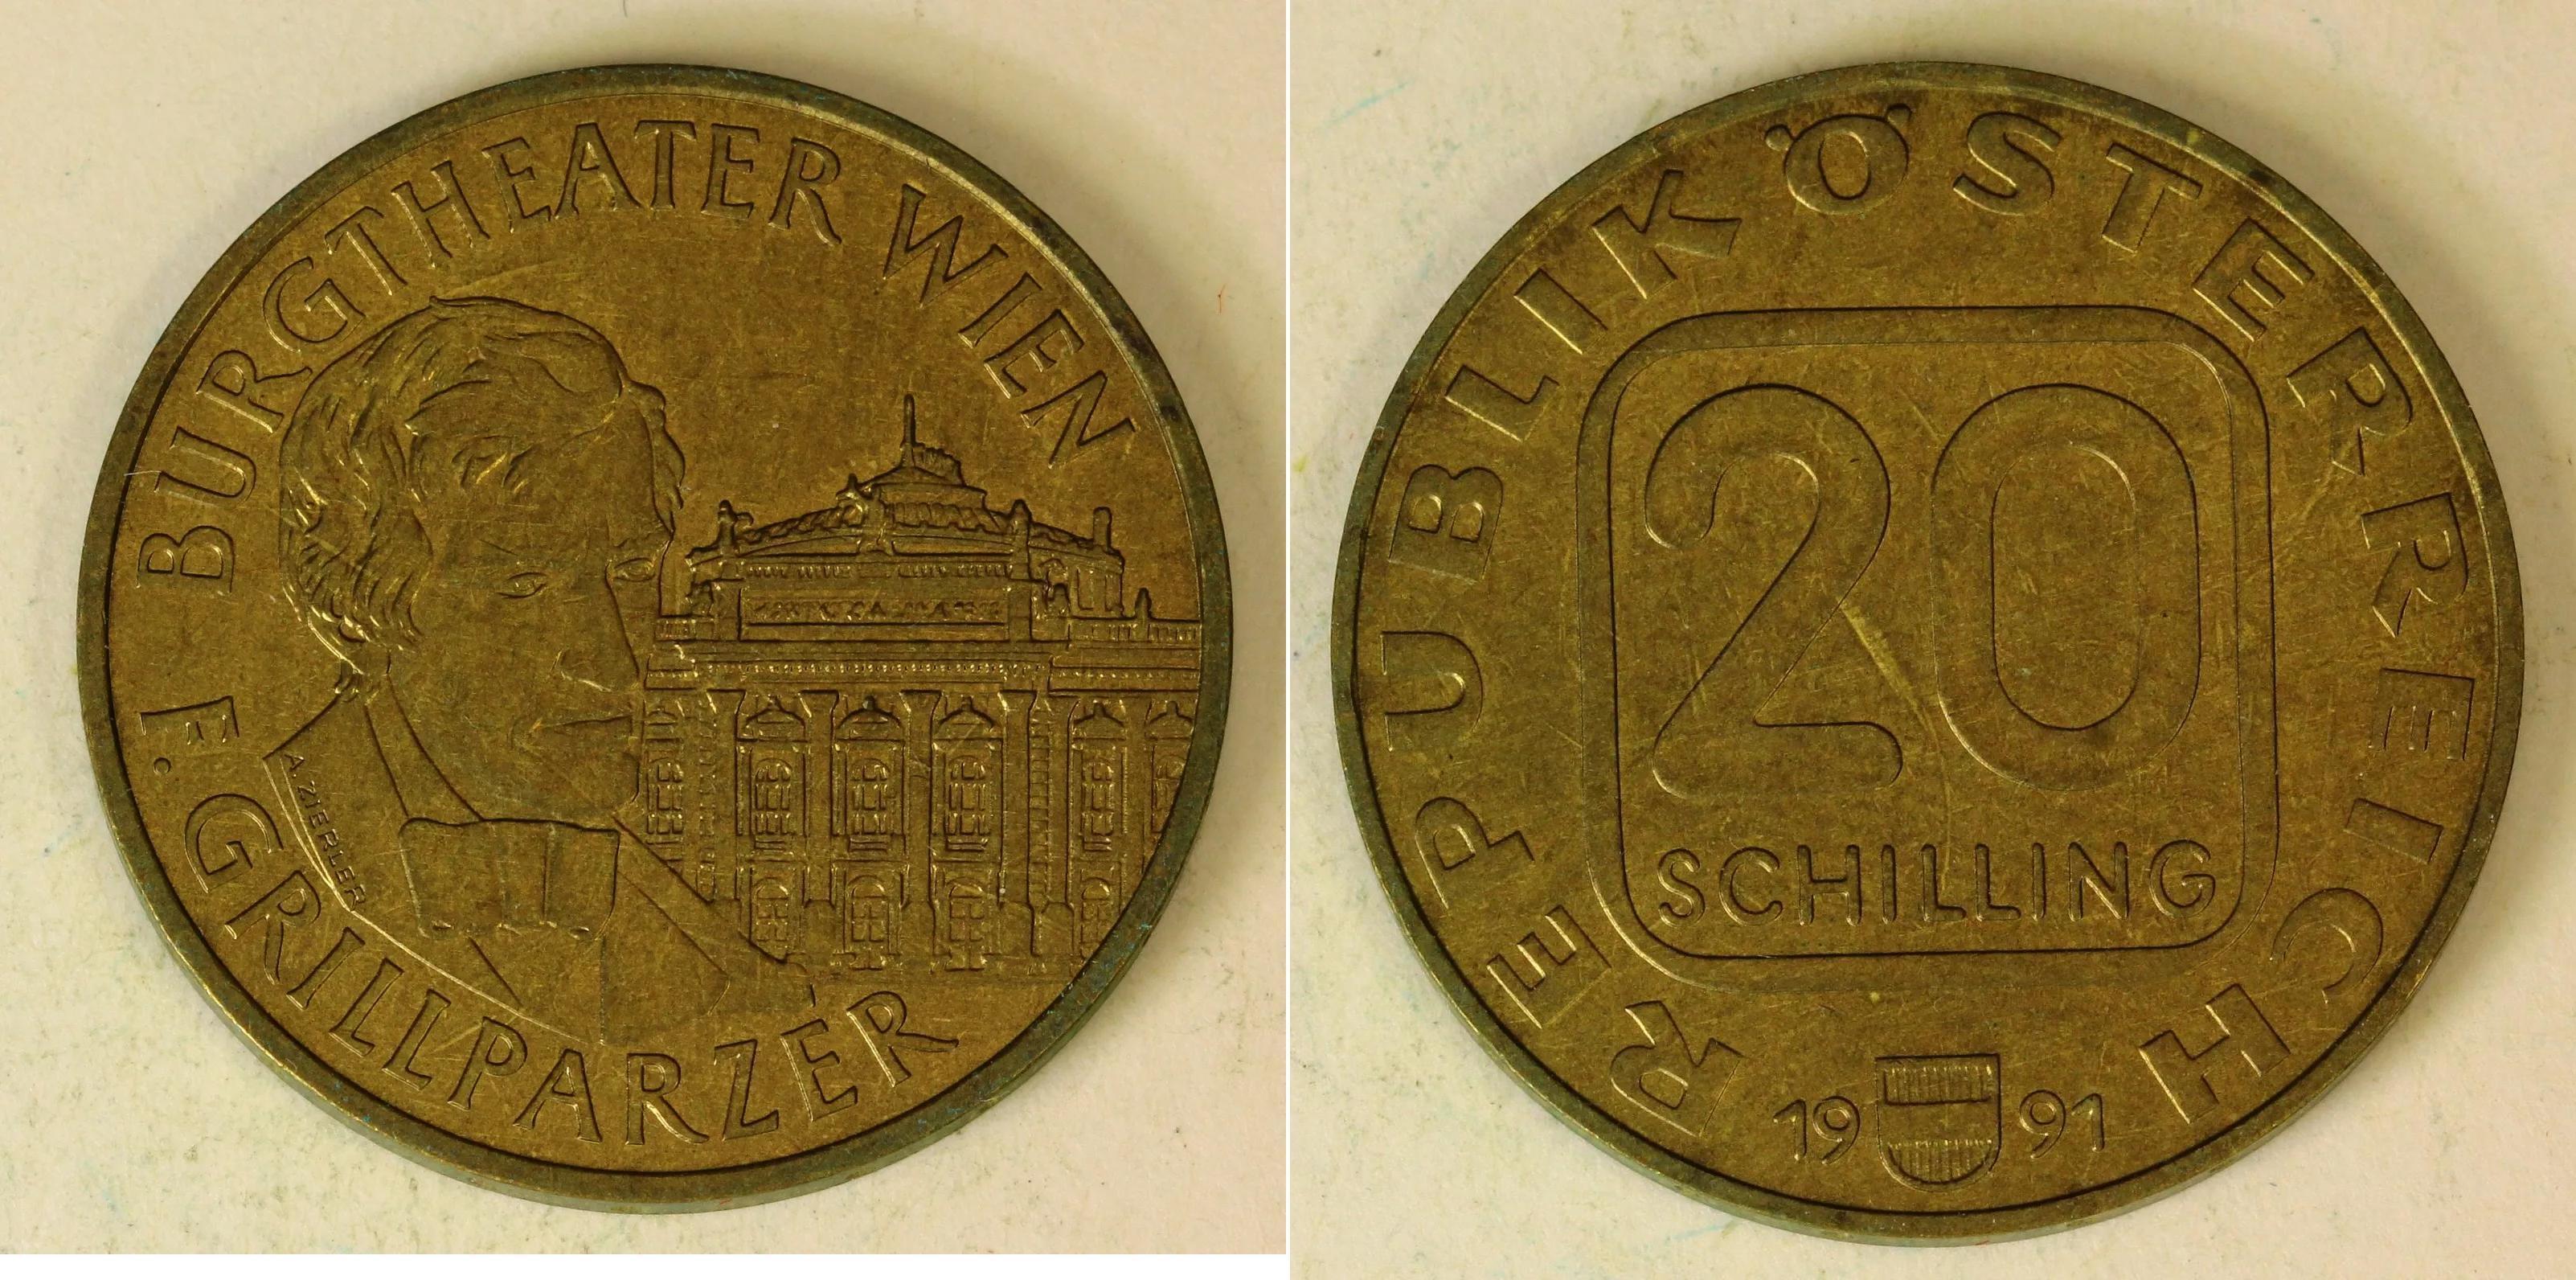 BURGTHEATER WIEN
F. GRILLPARZER
A. ZIERLER
REPUBLIK ÖSTERREICH
20
SCHILLING
19 91